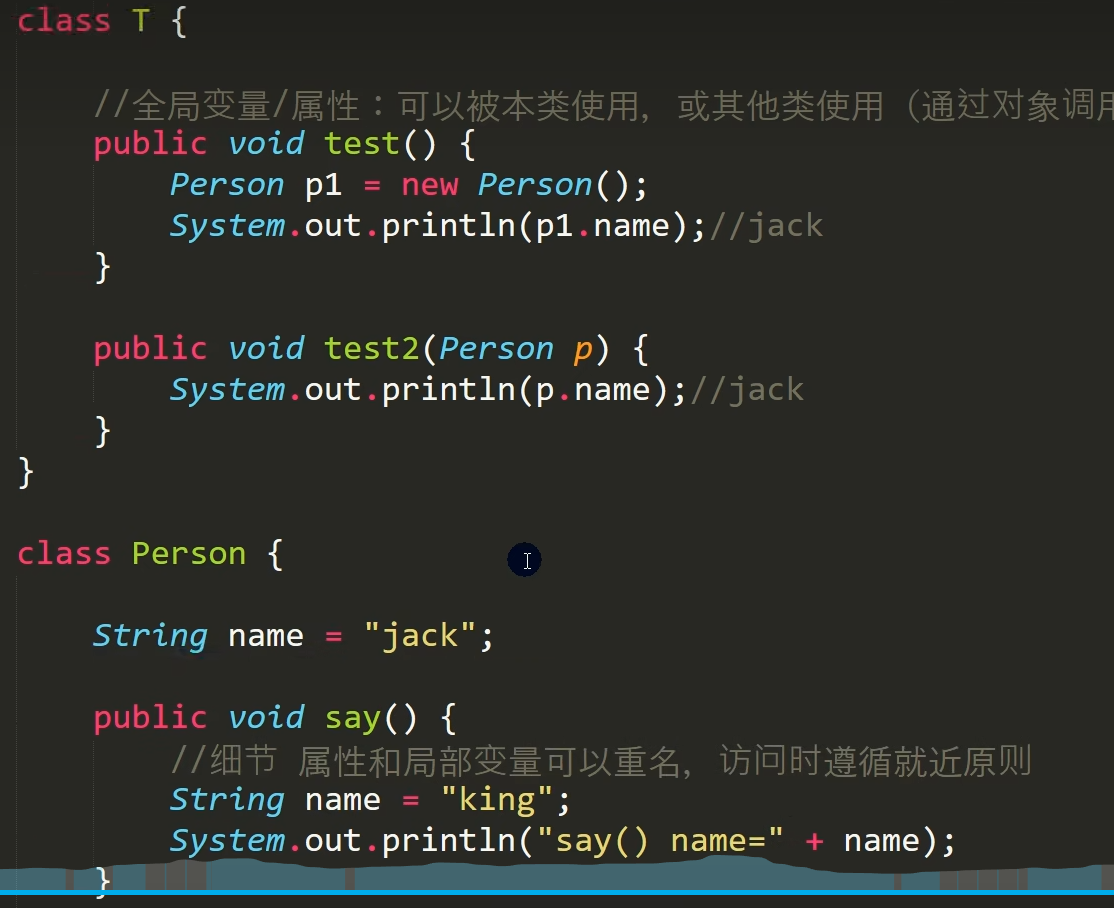 class T {
//全局变量/属性：可以被本类使用，或其他类使用（通过对象调用
public void test() {
Person p1 = new Person();
System.out.println(p1.name);//jack
}
public void test2(Person p) {
System.out.println(p.name);//jack
}
}
class Person {
String name = "jack";
public void say() {
//细节 属性和局部变量可以重名，访问时遵循就近原则
String name = "king";
System.out.println("say() name=" + name);
}